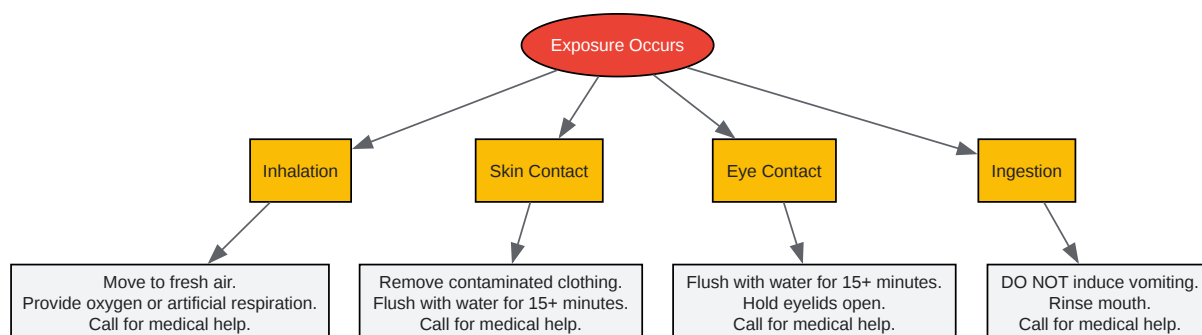 Exposure Occurs
Inhalation
Skin Contact
Eye Contact
Ingestion
Move to fresh air.
Provide oxygen or artificial respiration.
Call for medical help.
Remove contaminated clothing.
Flush with water for 15+ minutes.
Call for medical help.
Flush with water for 15+ minutes.
Hold eyelids open.
Call for medical help.
DO NOT induce vomiting.
Rinse mouth.
Call for medical help.